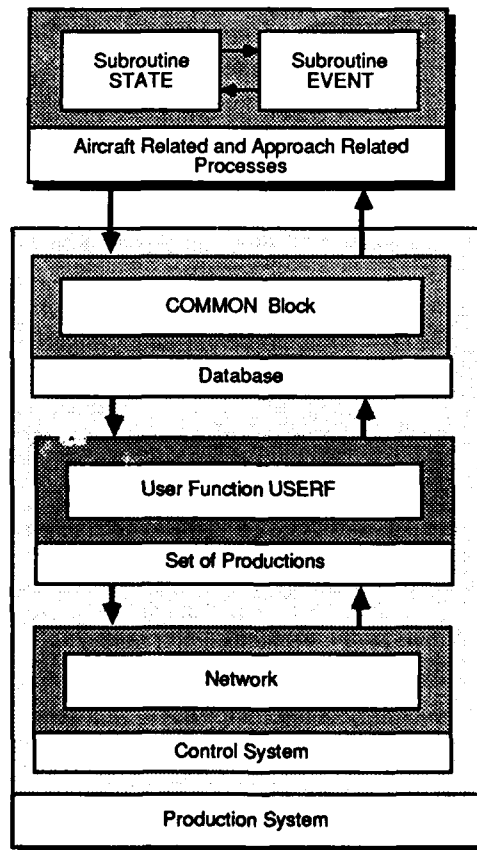 Subroutine
STATE
Subroutine
EVENT
Aircraft Related and Approach Related
Processes
COMMON Block
Database
User Function USERF
Set of Productions
Network
Control System
Production System